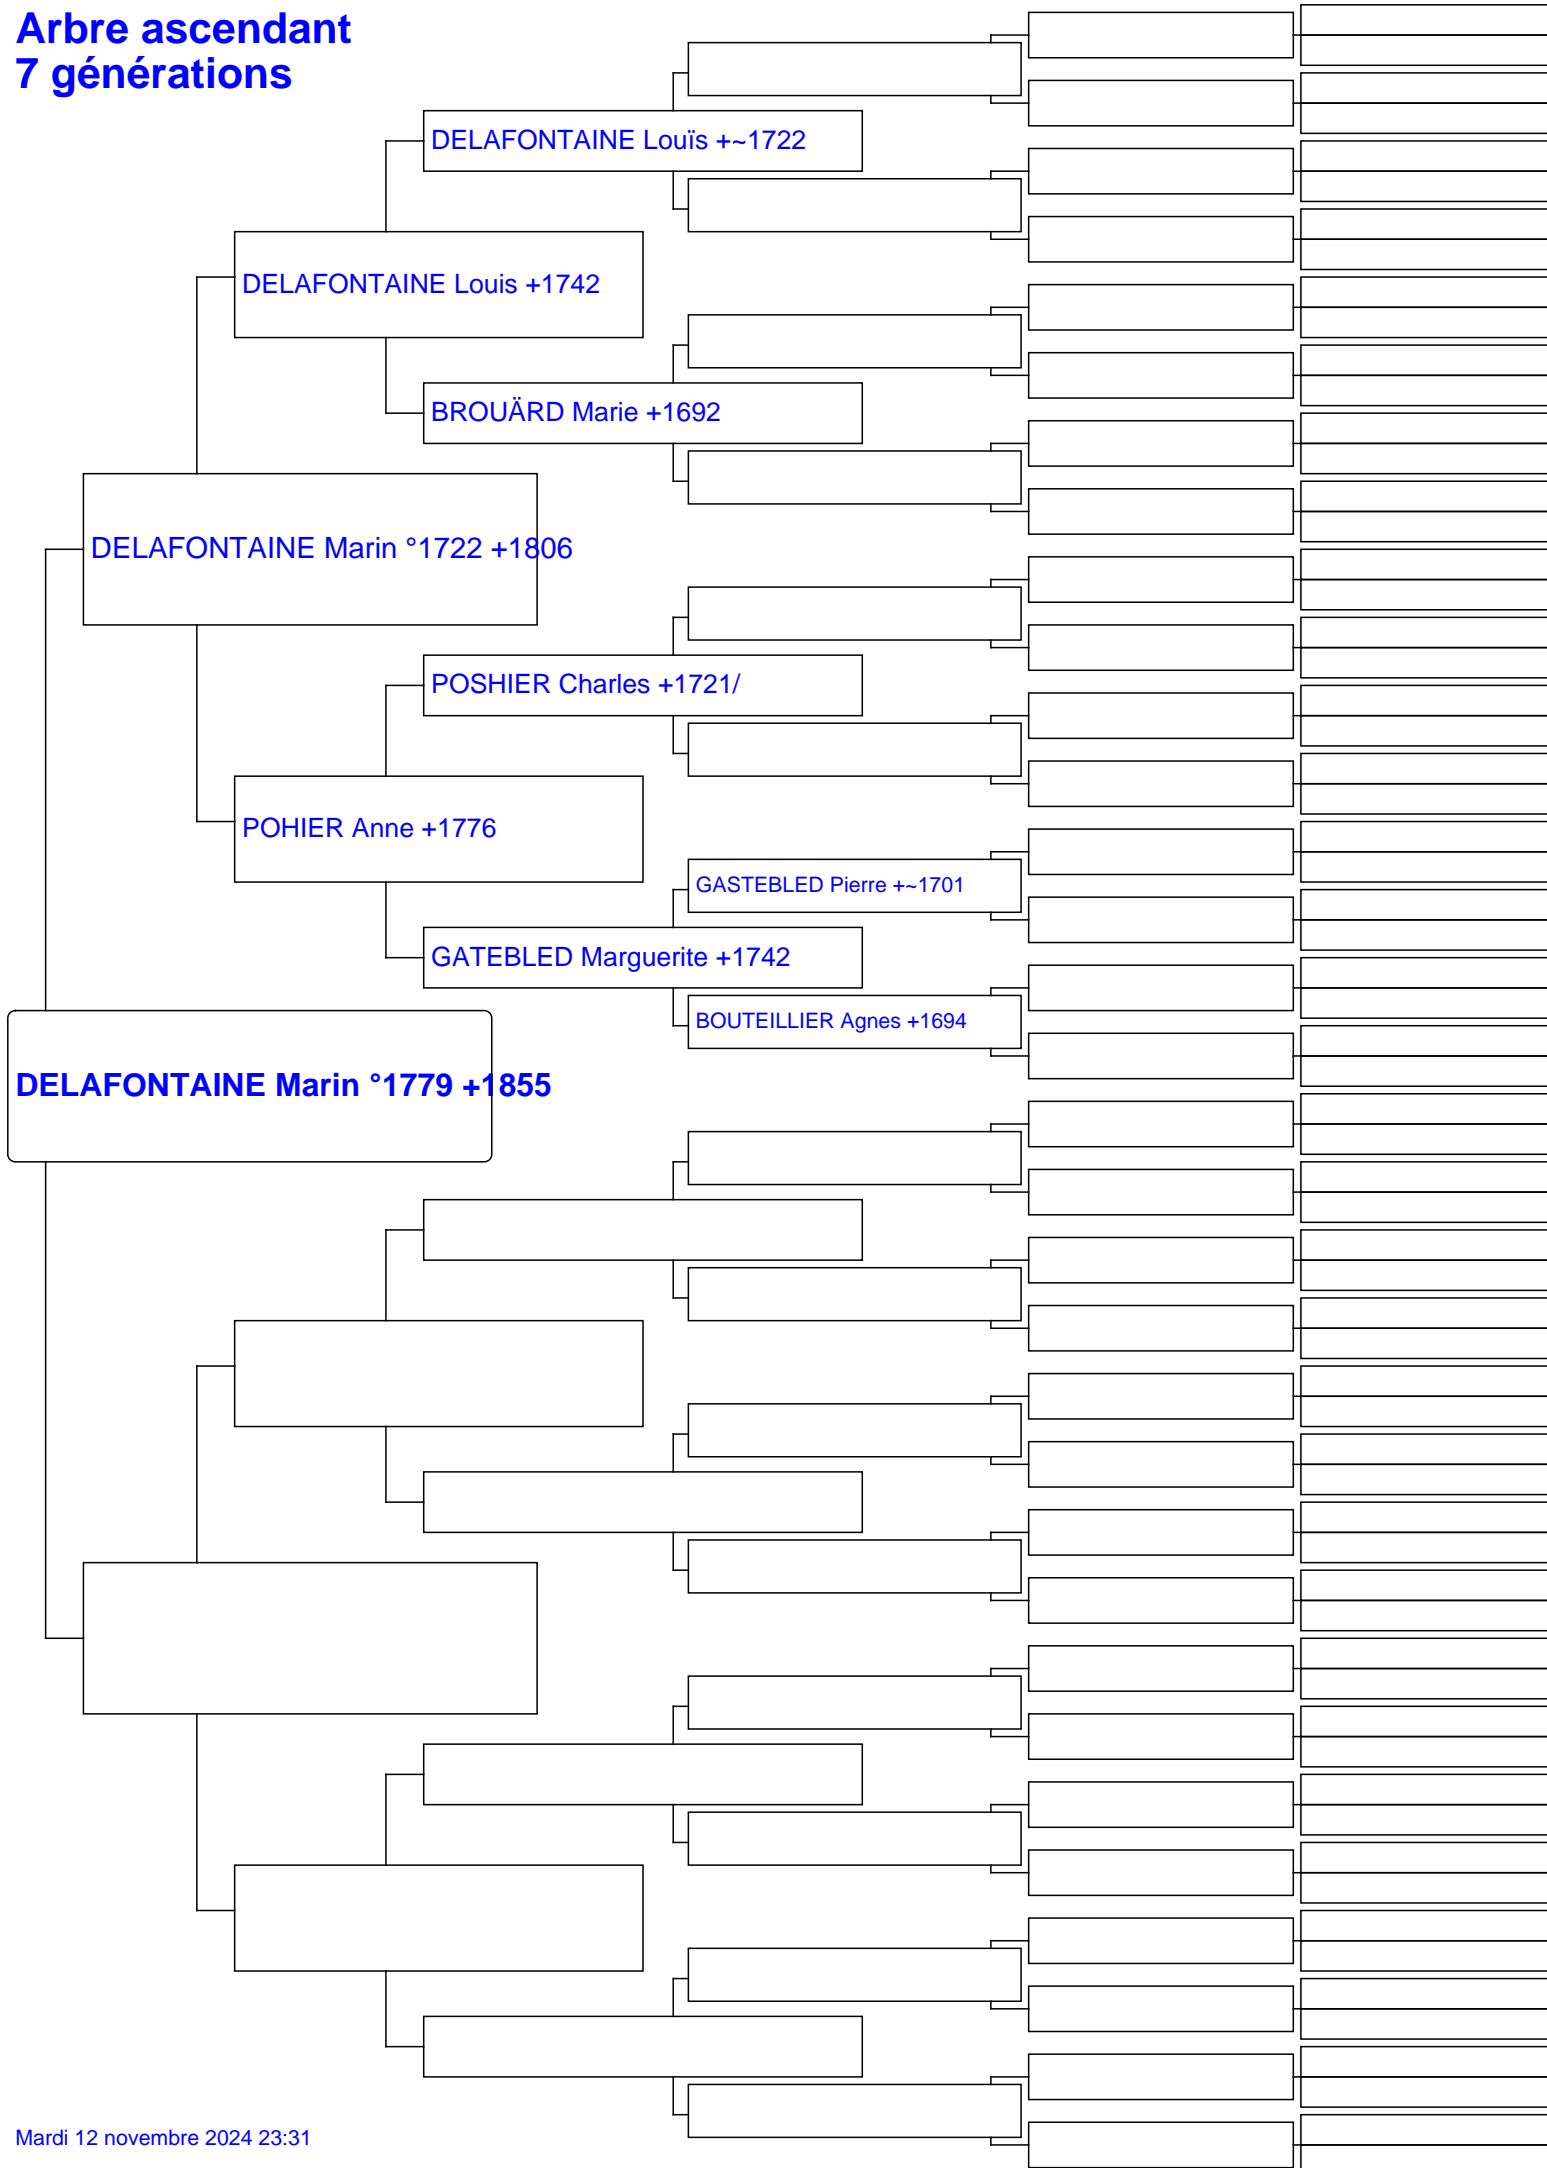 Arbre ascendant
7 générations
DELAFONTAINE Louïs +~1722
DELAFONTAINE Louis +1742
BROUÄRD Marie +1692
DELAFONTAINE Marin °1722 +1806
POSHIER Charles +1721/
POHIER Anne +1776
GASTEBLED Pierre +~1701
GATEBLED Marguerite +1742
BOUTEILLIER Agnes +1694
DELAFONTAINE Marin °1779 +1855
Mardi 12 novembre 2024 23:31